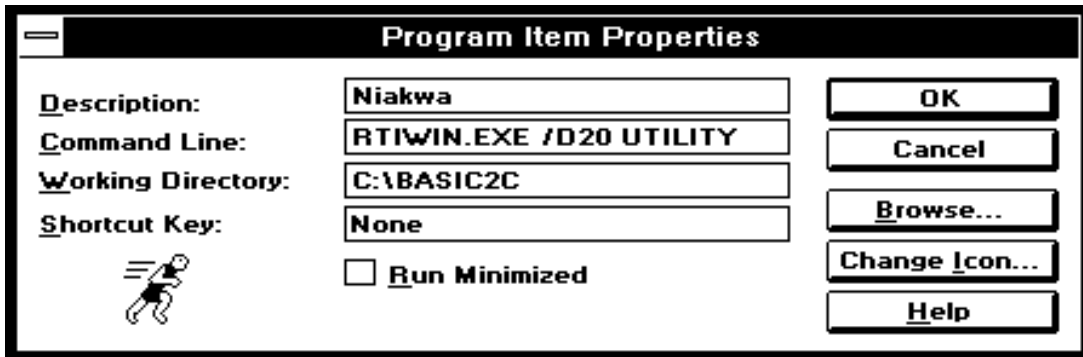 Program Item Properties
Description: Niakwa
Command Line: RTIWIN.EXE /D20 UTILITY
Working Directory: C:\BASIC2C
Shortcut Key: None
Run Minimized
OK
Cancel
Browse...
Change Icon...
Help